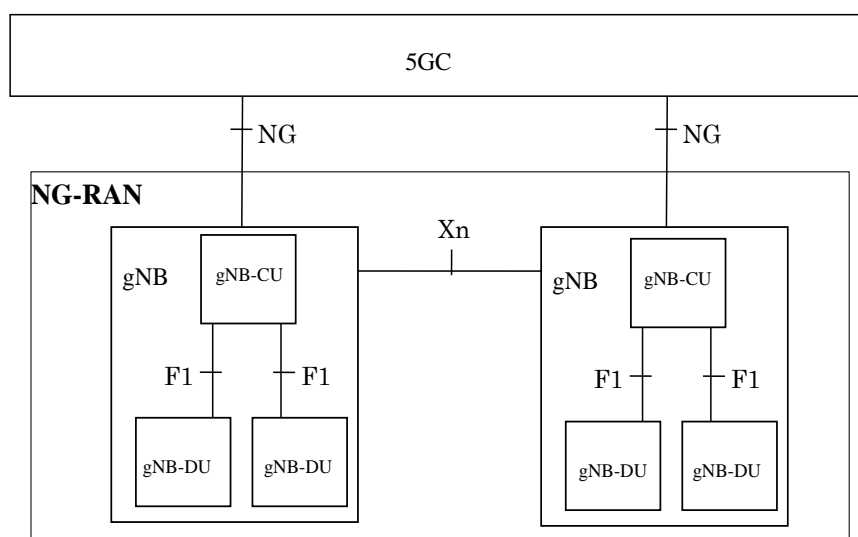 5GC
NG
NG
NG-RAN
Xn
gNB
gNB-CU
gNB
gNB-CU
F1
F1
F1
F1
gNB-DU
gNB-DU
gNB-DU
gNB-DU